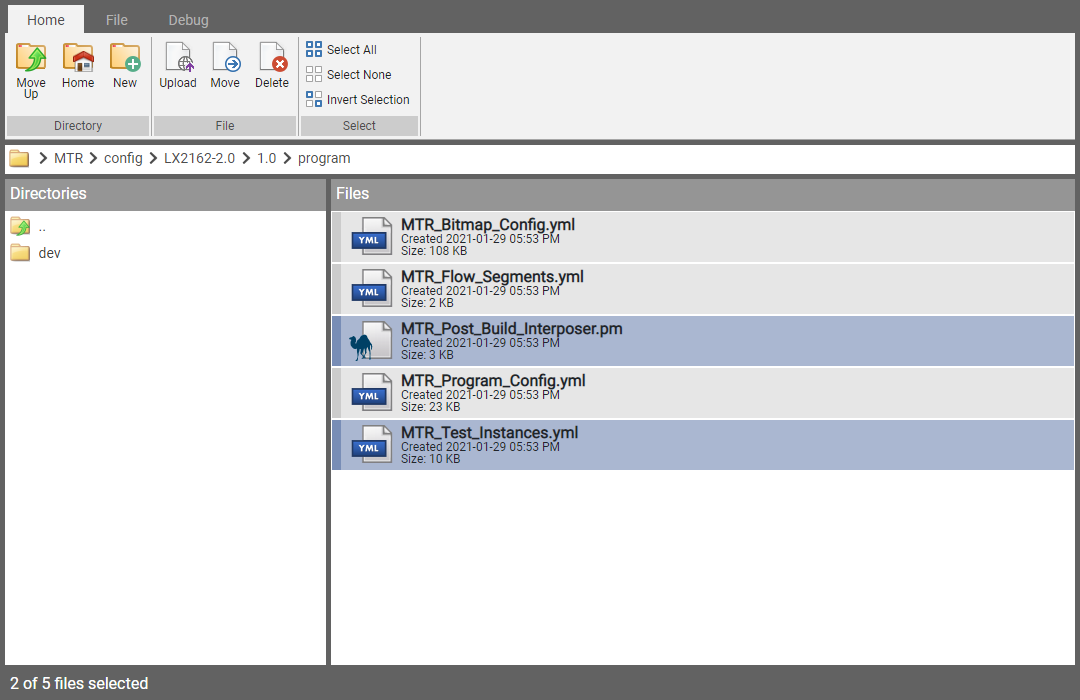 Home File Debug
Move Up
Home
New
Upload
Move
Delete
Select All
Select None
Invert Selection
Directory
File
Select
MTR config LX2162-2.0 1.0 program
Directories
..
dev
Files
YML
MTR_Bitmap_Config.yml
Created 2021-01-29 05:53 PM
Size: 108 KB
YML
MTR_Flow_Segments.yml
Created 2021-01-29 05:53 PM
Size: 2 KB
MTR_Post_Build_Interposer.pm
Created 2021-01-29 05:53 PM
Size: 3 KB
YML
MTR_Program_Config.yml
Created 2021-01-29 05:53 PM
Size: 23 KB
YML
MTR_Test_Instances.yml
Created 2021-01-29 05:53 PM
Size: 10 KB
2 of 5 files selected